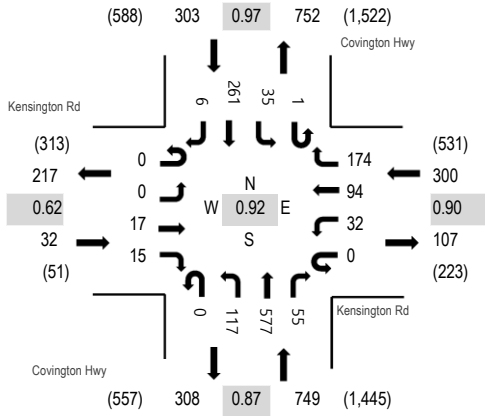 (588) 303 0.97 752 (1,522)
Covington Hwy
6 261 35 1
Kensington Rd
(313)
217
0.62
32
(51)
0
0
17
15
N
W 0.92 E
S
174
94
32
0
(531)
300
0.90
107
(223)
0 117 577 55
Kensington Rd
Covington Hwy
(557) 308 0.87 749 (1,445)